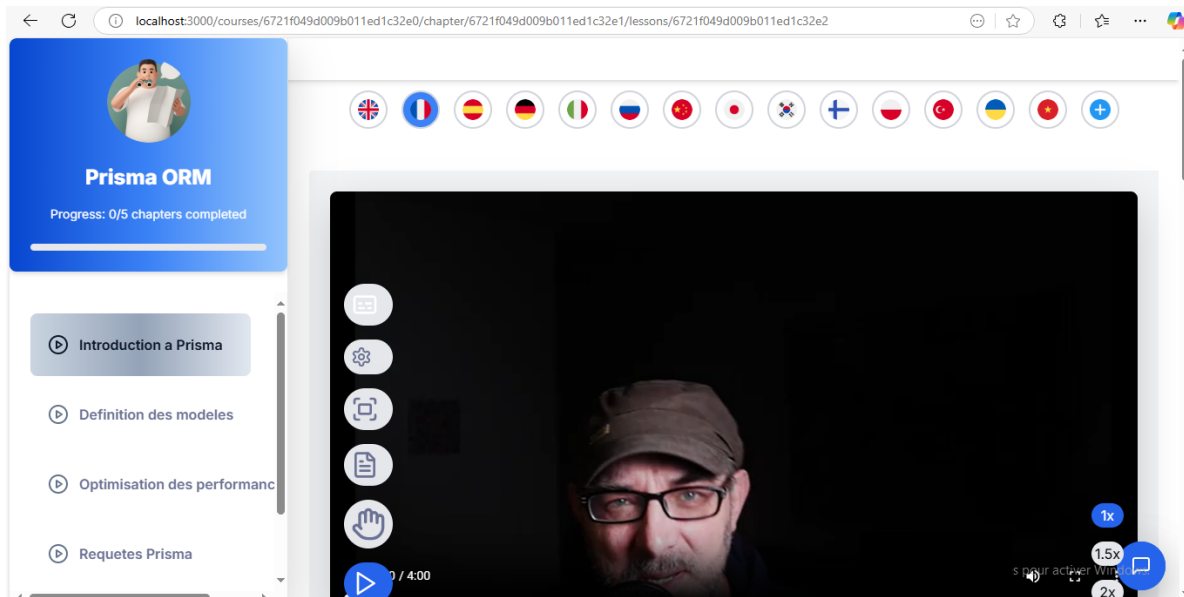 localhost:3000/courses/6721f049d009b011ed1c32e0/chapter/6721f049d009b011ed1c32e1/lessons/6721f049d009b011ed1c32e2
Prisma ORM
Progress: 0/5 chapters completed
Introduction a Prisma
Definition des modeles
Optimisation des performanc
Requetes Prisma
1x
1.5x
2x
/ 4:00
s pour activer Windows.